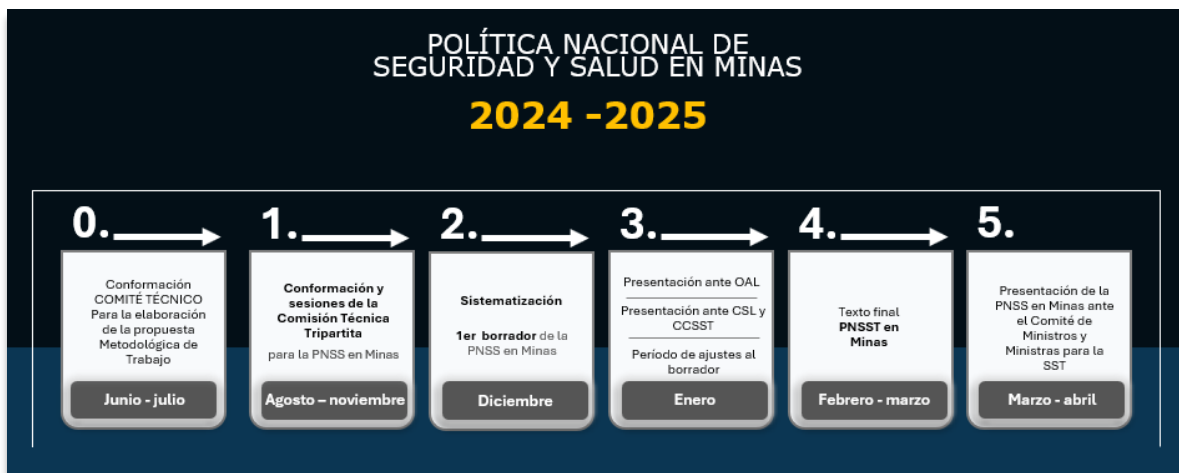 POLÍTICA NACIONAL DE
SEGURIDAD Y SALUD EN MINAS
2024 -2025
0.
Conformación
COMITÉ TÉCNICO
Para la elaboración
de la propuesta
Metodológica de
Trabajo
Junio - julio
1.
Conformación y
sesiones de la
Comisión Técnica
Tripartita
para la PNSS en Minas
Agosto – noviembre
2.
Sistematización
1er borrador de la
PNSS en Minas
Diciembre
3.
Presentación ante OAL
Presentación ante CSL y
CCSST
Período de ajustes al
borrador
Enero
4.
Texto final
PNSST en
Minas
Febrero - marzo
5.
Presentación de la
PNSS en Minas ante
el Comité de
Ministros y
Ministras para la
SST
Marzo - abril